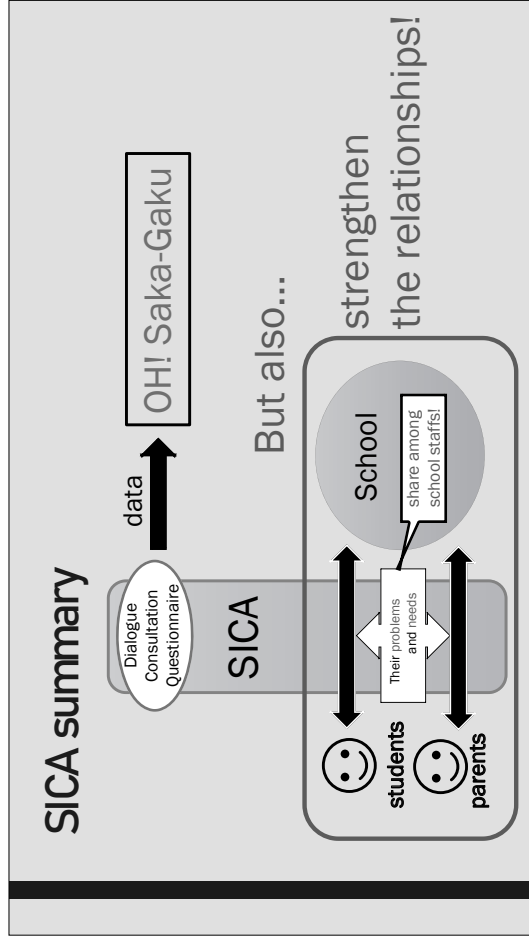 SICA summary
Dialogue
Consultation
Questionnaire
data
OH! Saka-Gaku
SICA
But also...
strengthen
the relationships!
students
parents
Their problems
and needs
School
share among
school staffs!